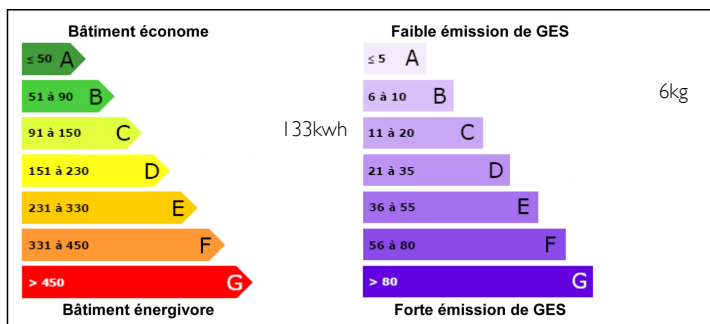 Bâtiment économe
≤ 50 A
51 à 90 B
91 à 150 C
133kwh
151 à 230 D
231 à 330 E
331 à 450 F
> 450 G
Bâtiment énergivore
Faible émission de GES
≤ 5 A
6 à 10 B
6kg
11 à 20 C
21 à 35 D
36 à 55 E
56 à 80 F
> 80 G
Forte émission de GES